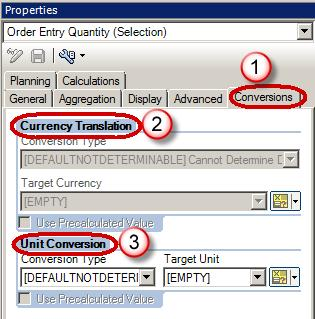 Properties
Order Entry Quantity (Selection)
1
Planning Calculations
General Aggregation Display Advanced Conversions
Currency Translation
2
Conversion Type
[DEFAULTNOTDETERMINABLE] Cannot Determine D
Target Currency
[EMPTY]
Use Precalculated Value
Unit Conversion
3
Conversion Type Target Unit
[DEFAULTNOTDETERI [EMPTY]
Use Precalculated Value